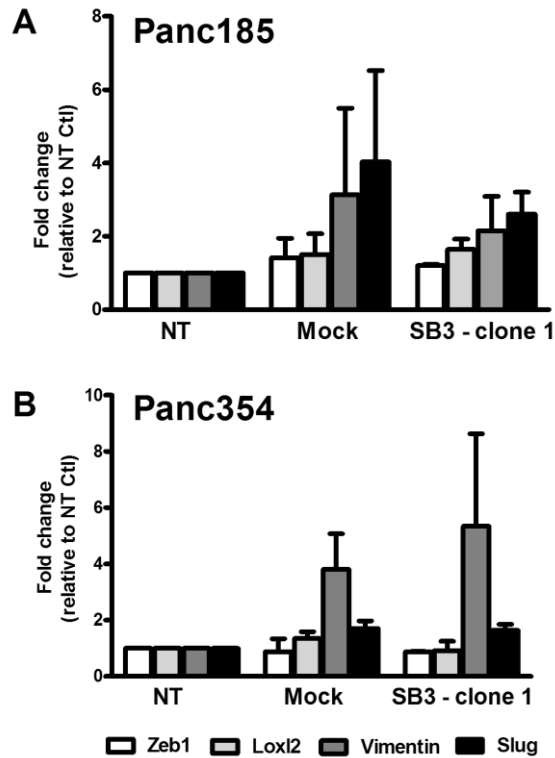 A
Panc185
Fold change
(relative to NT Ctl)
8
6
4
2
0
NT Mock SB3 - clone 1
B
Panc354
Fold change
(relative to NT Ctl)
10
8
6
4
2
0
NT Mock SB3 - clone 1
Zeb1 Loxl2 Vimentin Slug